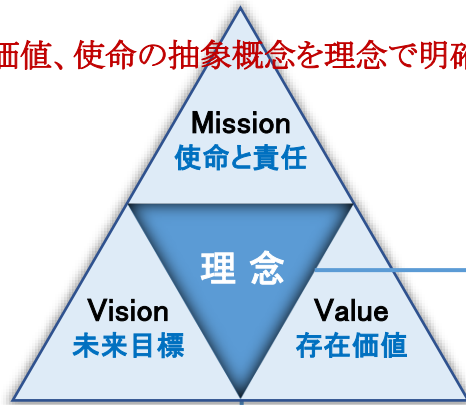 価値、使命の抽象概念を理念で明確
Mission
使命と責任
理 念
Vision
未来目標
Value
存在価値